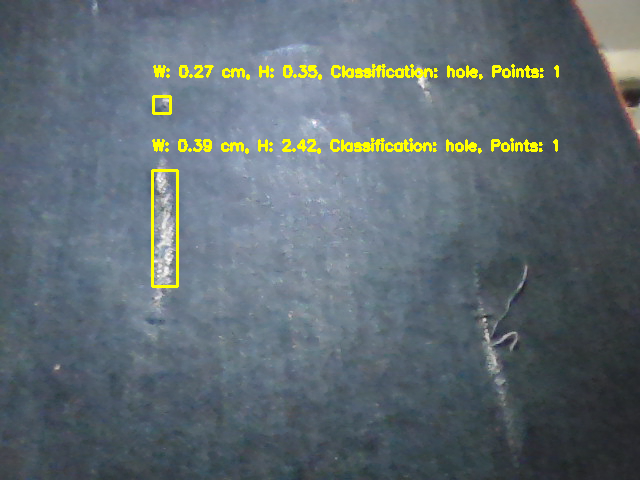 W: 0.27 cm, H: 0.35, Classification: hole, Points: 1
W: 0.39 cm, H: 2.42, Classification: hole, Points: 1